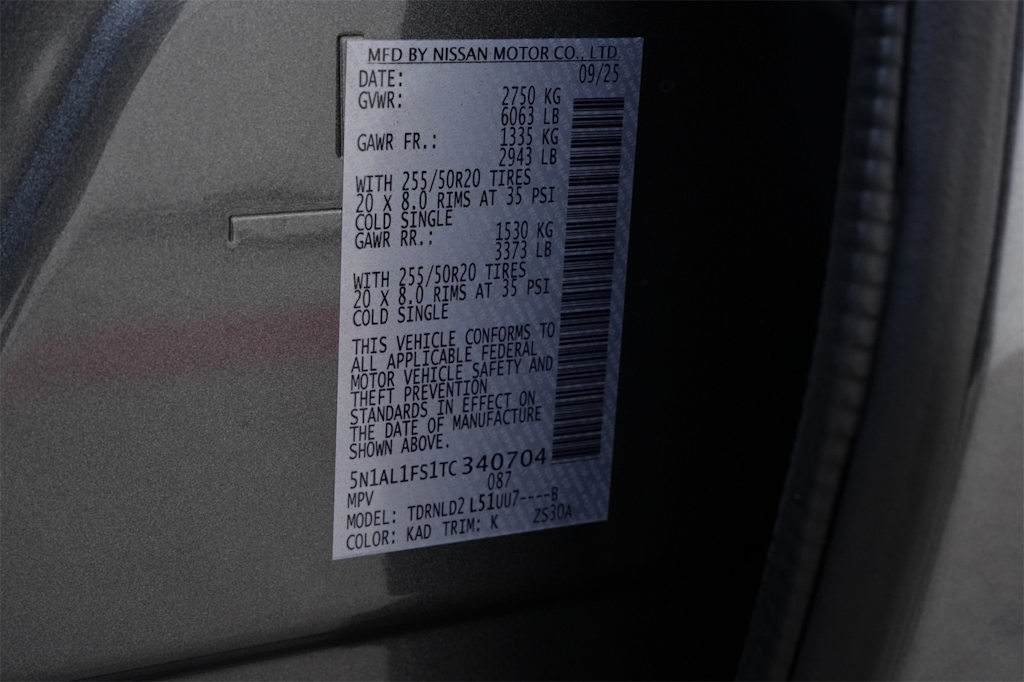 MFD BY NISSAN MOTOR CO., LTD
DATE: 09/25
GVWR: 2750 KG
6063 LB
GAWR FR.: 1335 KG
2943 LB
WITH 255/50R20 TIRES
20 X 8.0 RIMS AT 35 PSI
COLD SINGLE
GAWR RR.: 1530 KG
3373 LB
WITH 255/50R20 TIRES
20 X 8.0 RIMS AT 35 PSI
COLD SINGLE
THIS VEHICLE CONFORMS TO
ALL APPLICABLE FEDERAL
MOTOR VEHICLE SAFETY AND
THEFT PREVENTION
STANDARDS IN EFFECT ON
THE DATE OF MANUFACTURE
SHOWN ABOVE.
5N1AL1FS1TC340704
MPV 087
MODEL: TDRNLD2 L51UU7----B
COLOR: KAD TRIM: K ZS30A